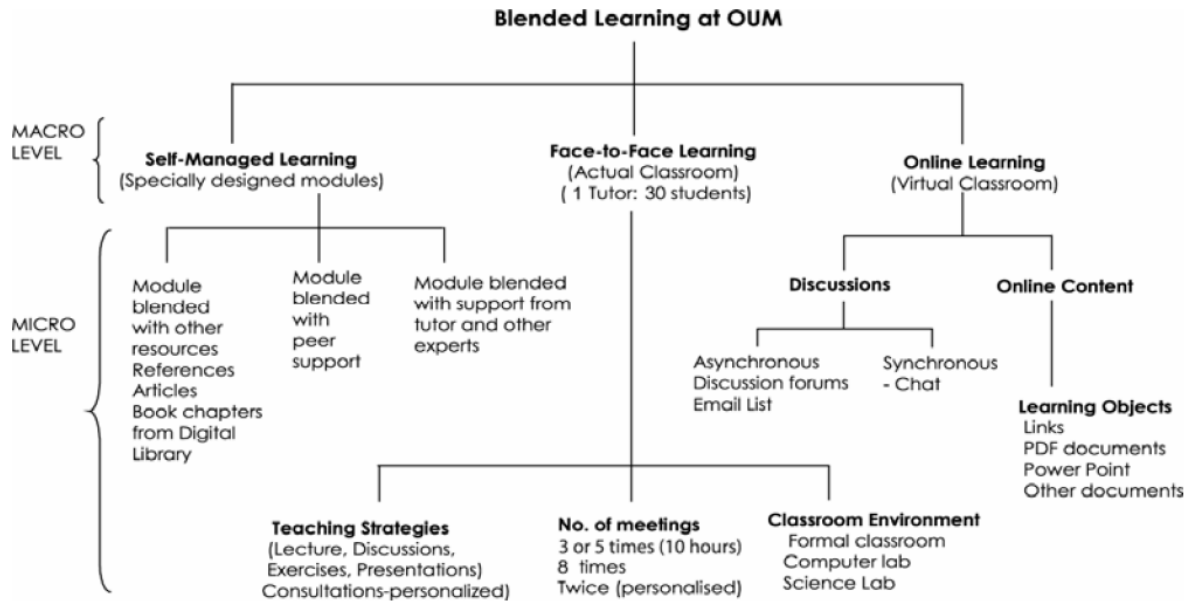 Blended Learning at OUM
MACRO
LEVEL
Self-Managed Learning
(Specially designed modules)
Face-to-Face Learning
(Actual Classroom)
( 1 Tutor: 30 students)
Online Learning
(Virtual Classroom)
MICRO
LEVEL
Module
blended
with other
resources
References
Articles
Book chapters
from Digital
Library
Module
blended
with
peer
support
Module blended
with support from
tutor and other
experts
Discussions
Asynchronous
Discussion forums
Email List
Synchronous
- Chat
Online Content
Learning Objects
Links
PDF documents
Power Point
Other documents
Teaching Strategies
(Lecture, Discussions,
Exercises, Presentations)
Consultations-personalized)
No. of meetings
3 or 5 times (10 hours)
8 times
Twice (personalised)
Classroom Environment
Formal classroom
Computer lab
Science Lab